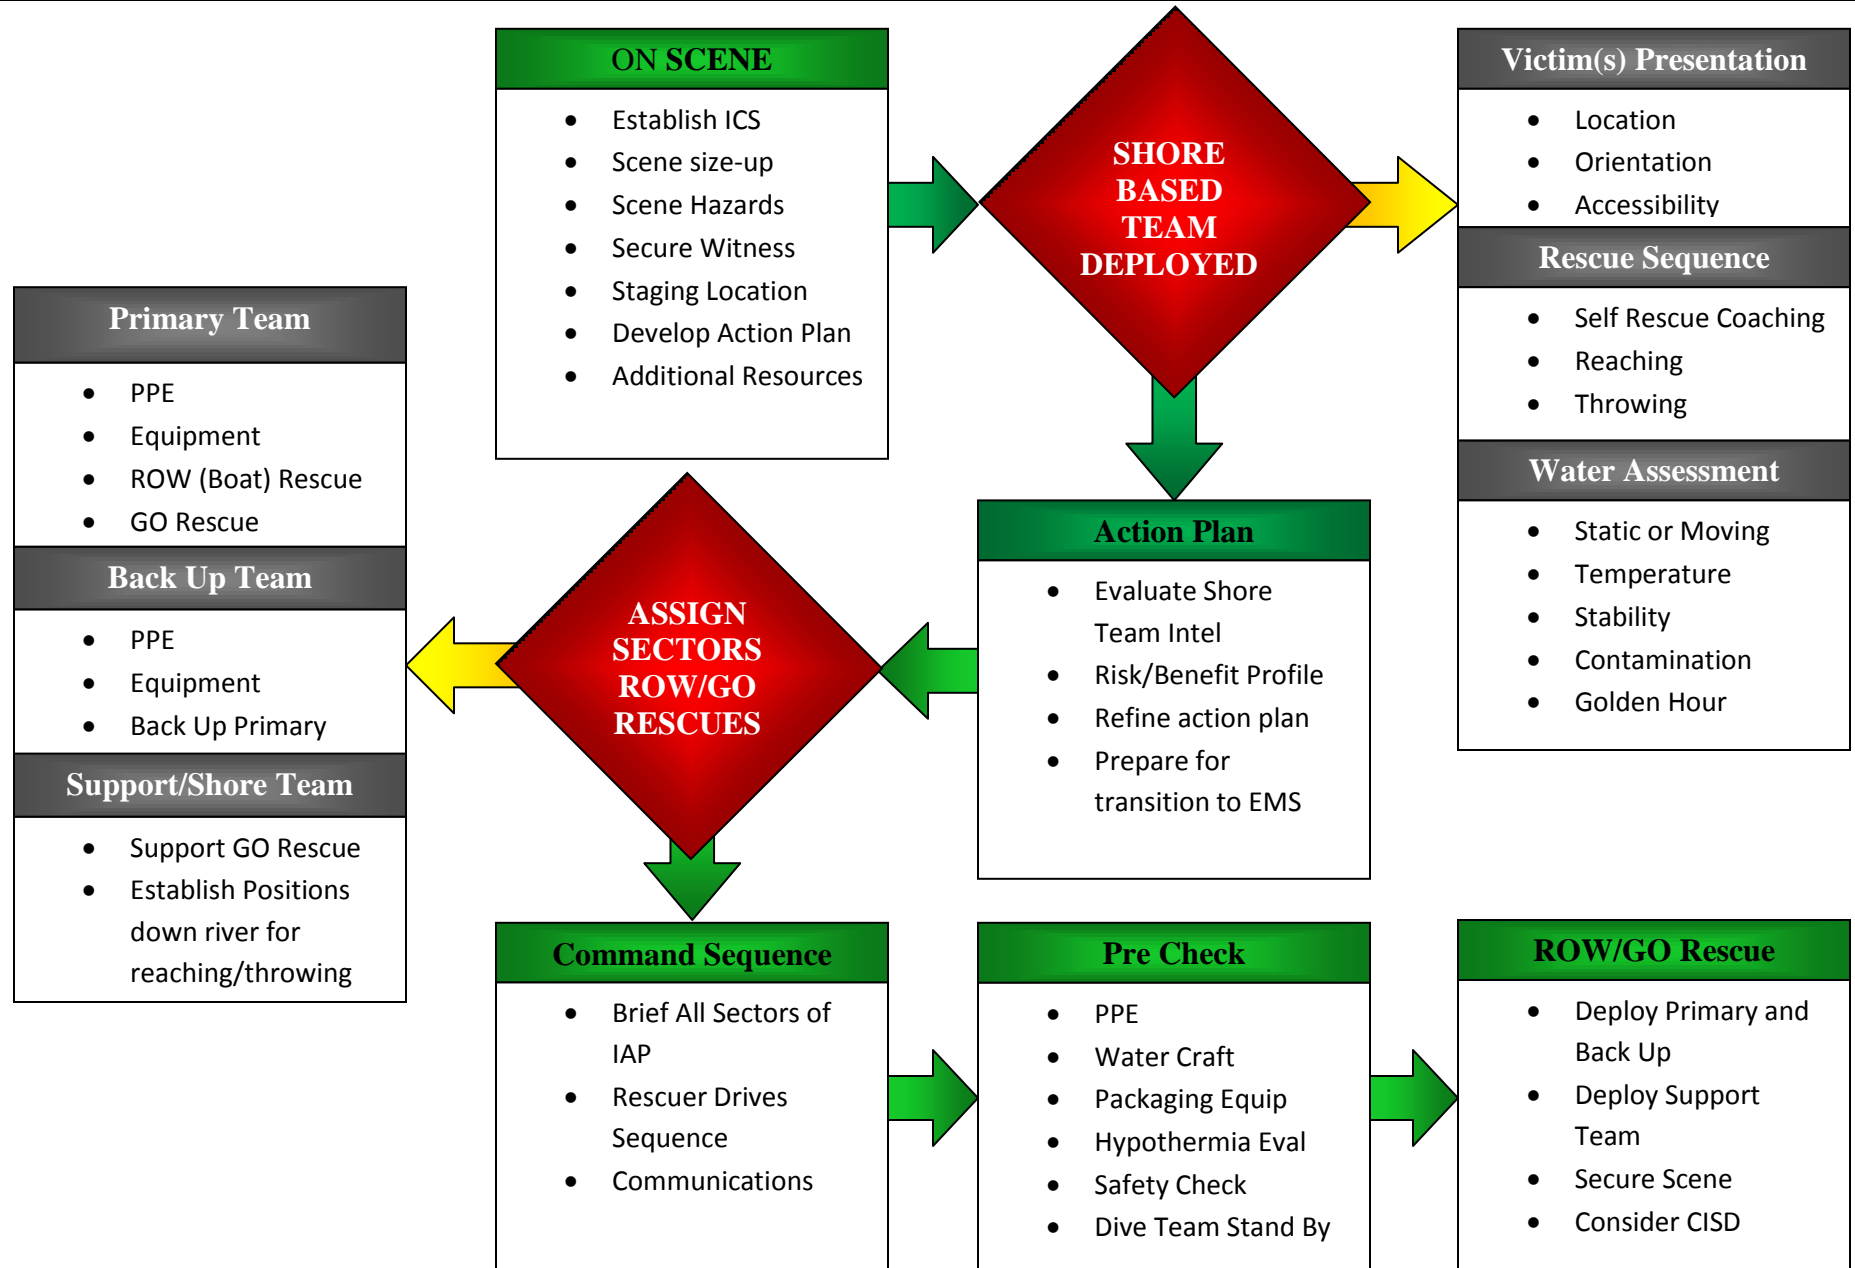 ON SCENE
• Establish ICS
• Scene size-up
• Scene Hazards
• Secure Witness
• Staging Location
• Develop Action Plan
• Additional Resources
SHORE
BASED
TEAM
DEPLOYED
Victim(s) Presentation
• Location
• Orientation
• Accessibility
Rescue Sequence
• Self Rescue Coaching
• Reaching
• Throwing
Water Assessment
• Static or Moving
• Temperature
• Stability
• Contamination
• Golden Hour
Action Plan
• Evaluate Shore
Team Intel
• Risk/Benefit Profile
• Refine action plan
• Prepare for
transition to EMS
ASSIGN
SECTORS
ROW/GO
RESCUES
Primary Team
• PPE
• Equipment
• ROW (Boat) Rescue
• GO Rescue
Back Up Team
• PPE
• Equipment
• Back Up Primary
Support/Shore Team
• Support GO Rescue
• Establish Positions
down river for
reaching/throwing
Command Sequence
• Brief All Sectors of
IAP
• Rescuer Drives
Sequence
• Communications
Pre Check
• PPE
• Water Craft
• Packaging Equip
• Hypothermia Eval
• Safety Check
• Dive Team Stand By
ROW/GO Rescue
• Deploy Primary and
Back Up
• Deploy Support
Team
• Secure Scene
• Consider CISD